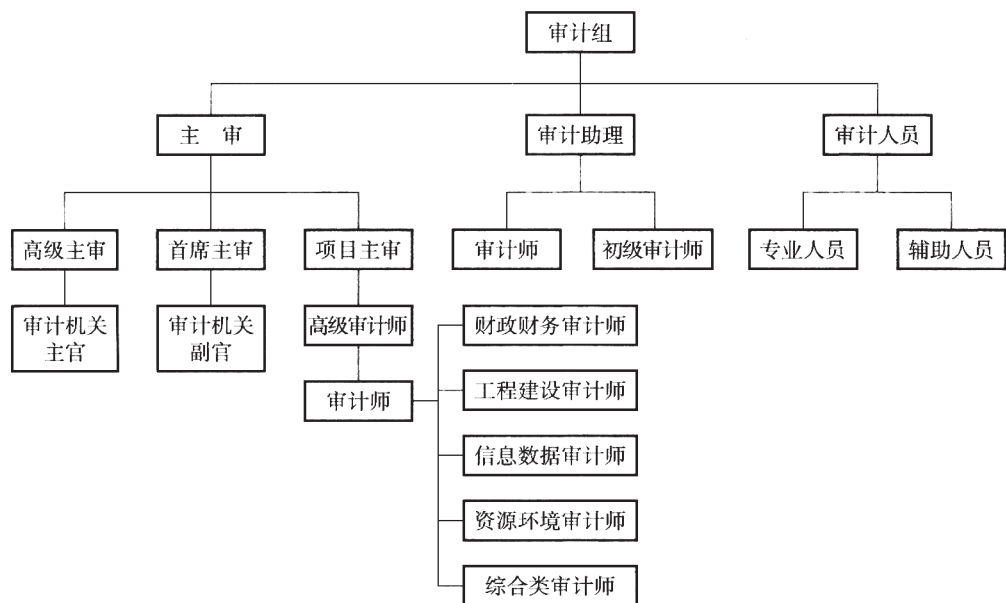 审计组
主 审
审计助理
审计人员
高级主审
首席主审
项目主审
审计师
初级审计师
专业人员
辅助人员
审计机关
主官
审计机关
副官
高级审计师
审计师
财政财务审计师
工程建设审计师
信息数据审计师
资源环境审计师
综合类审计师